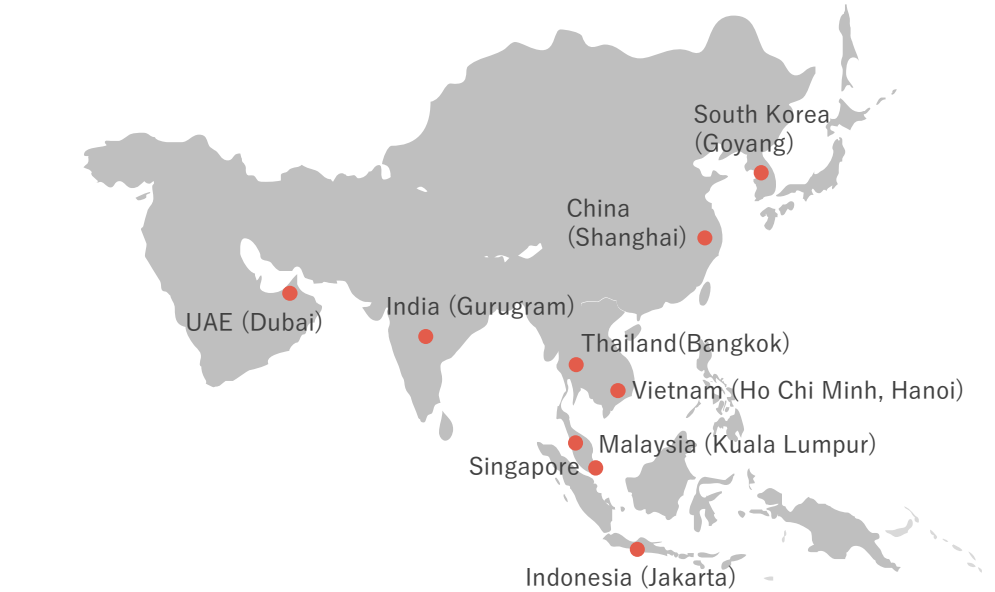 South Korea
(Goyang)
China
(Shanghai)
India (Gurugram)
UAE (Dubai)
Thailand(Bangkok)
Vietnam (Ho Chi Minh, Hanoi)
Malaysia (Kuala Lumpur)
Singapore
Indonesia (Jakarta)